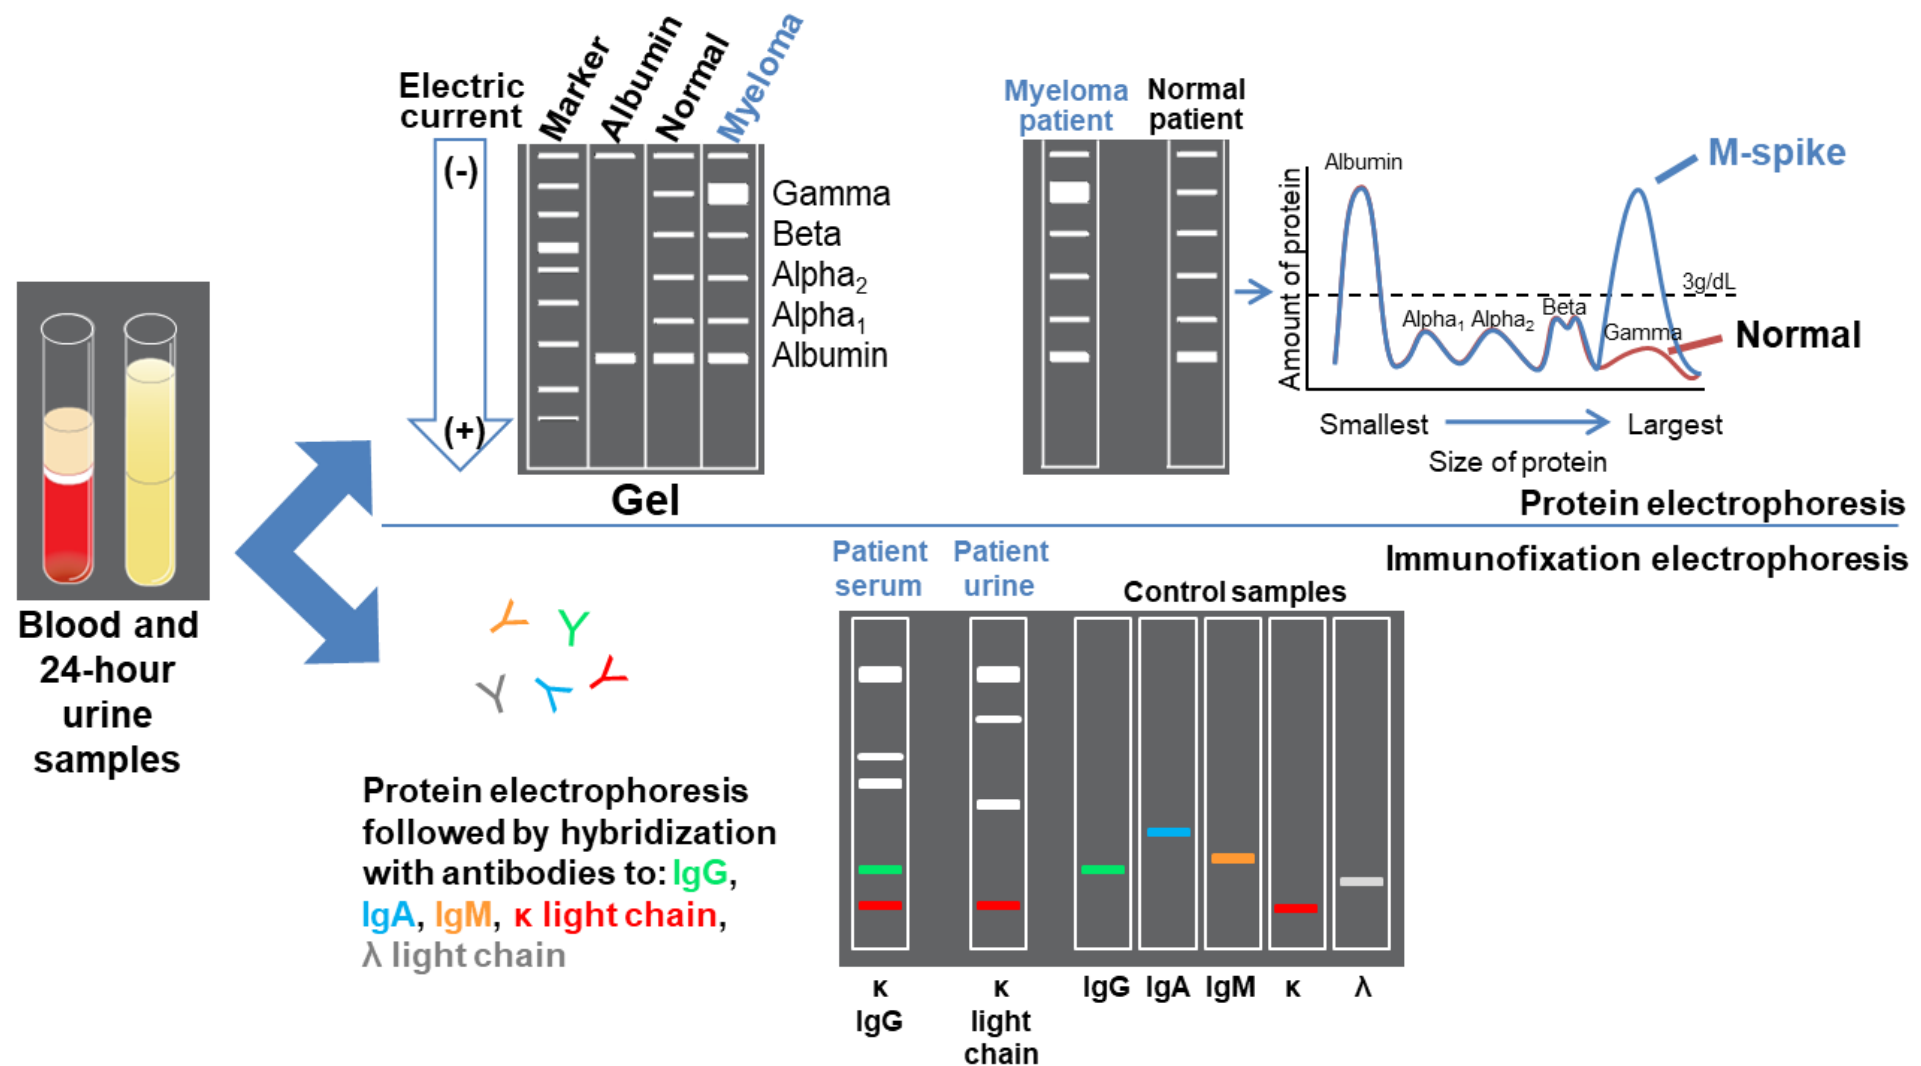 Electric
current
(-)
(+)
Marker
Albumin
Normal
Myeloma
Gamma
Beta
Alpha₂
Alpha₁
Albumin
Gel
Myeloma
patient
Normal
patient
Amount of protein
Albumin
Alpha₁
Alpha₂
Beta
Gamma
3g/dL
M-spike
Normal
Smallest
Largest
Size of protein
Protein electrophoresis
Blood and
24-hour
urine
samples
Immunofixation electrophoresis
Protein electrophoresis
followed by hybridization
with antibodies to: IgG,
IgA, IgM, κ light chain,
λ light chain
Patient
serum
Patient
urine
Control samples
κ
IgG
κ
light
chain
IgG
IgA
IgM
κ
λ